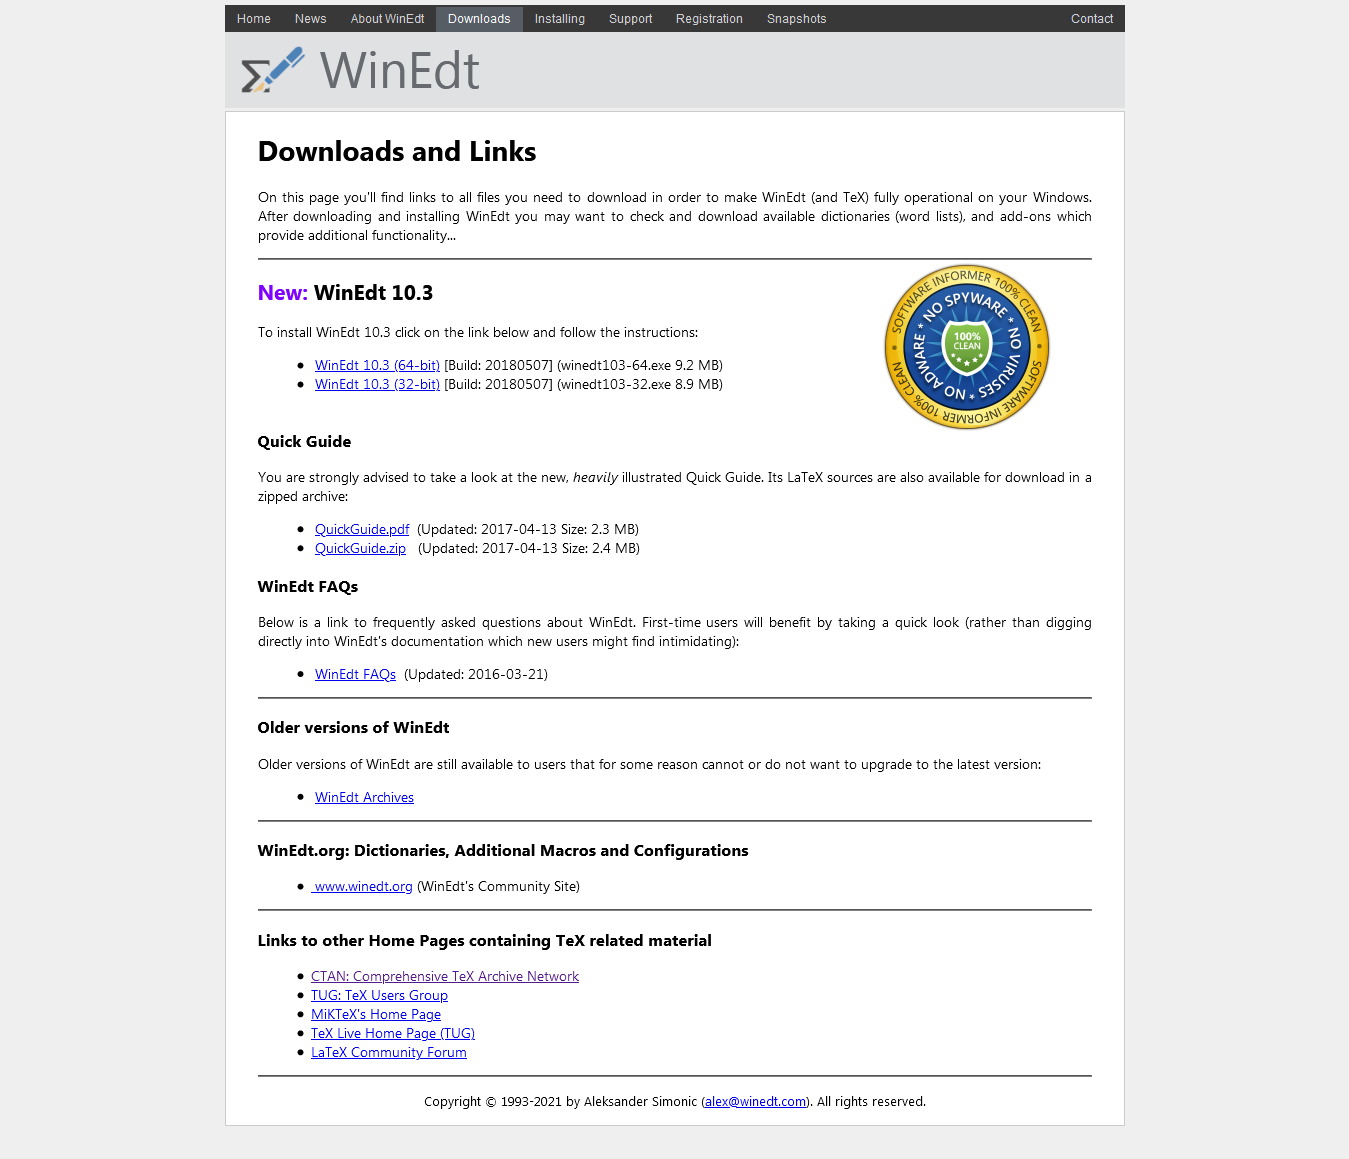 Home News About WinEdt Downloads Installing Support Registration Snapshots Contact
WinEdt
Downloads and Links
On this page you'll find links to all files you need to download in order to make WinEdt (and TeX) fully operational on your Windows.
After downloading and installing WinEdt you may want to check and download available dictionaries (word lists), and add-ons which
provide additional functionality...
New: WinEdt 10.3
To install WinEdt 10.3 click on the link below and follow the instructions:
• WinEdt 10.3 (64-bit) [Build: 20180507] (winedt103-64.exe 9.2 MB)
• WinEdt 10.3 (32-bit) [Build: 20180507] (winedt103-32.exe 8.9 MB)
SOFTWARE INFORMER 100% CLEAN
SOFTWARE INFORMER 100% CLEAN
* NO SPYWARE * NO VIRUSES * NO ADWARE
100%
CLEAN
Quick Guide
You are strongly advised to take a look at the new, heavily illustrated Quick Guide. Its LaTeX sources are also available for download in a
zipped archive:
• QuickGuide.pdf (Updated: 2017-04-13 Size: 2.3 MB)
• QuickGuide.zip (Updated: 2017-04-13 Size: 2.4 MB)
WinEdt FAQs
Below is a link to frequently asked questions about WinEdt. First-time users will benefit by taking a quick look (rather than digging
directly into WinEdt's documentation which new users might find intimidating):
• WinEdt FAQs (Updated: 2016-03-21)
Older versions of WinEdt
Older versions of WinEdt are still available to users that for some reason cannot or do not want to upgrade to the latest version:
• WinEdt Archives
WinEdt.org: Dictionaries, Additional Macros and Configurations
• www.winedt.org (WinEdt's Community Site)
Links to other Home Pages containing TeX related material
• CTAN: Comprehensive TeX Archive Network
• TUG: TeX Users Group
• MiKTeX's Home Page
• TeX Live Home Page (TUG)
• LaTeX Community Forum
Copyright © 1993-2021 by Aleksander Simonic (alex@winedt.com). All rights reserved.